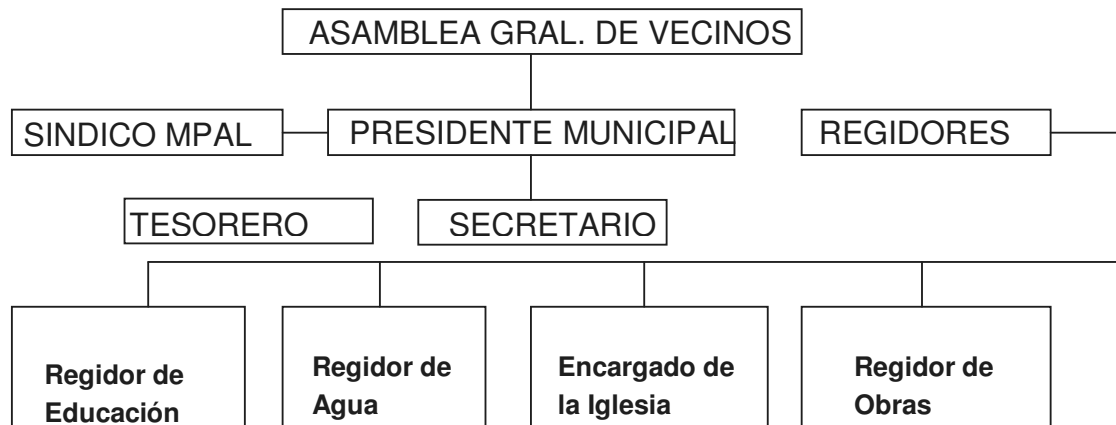 ASAMBLEA GRAL. DE VECINOS
SINDICO MPAL
PRESIDENTE MUNICIPAL
REGIDORES
TESORERO
SECRETARIO
Regidor de
Educación
Regidor de
Agua
Encargado de
la Iglesia
Regidor de
Obras